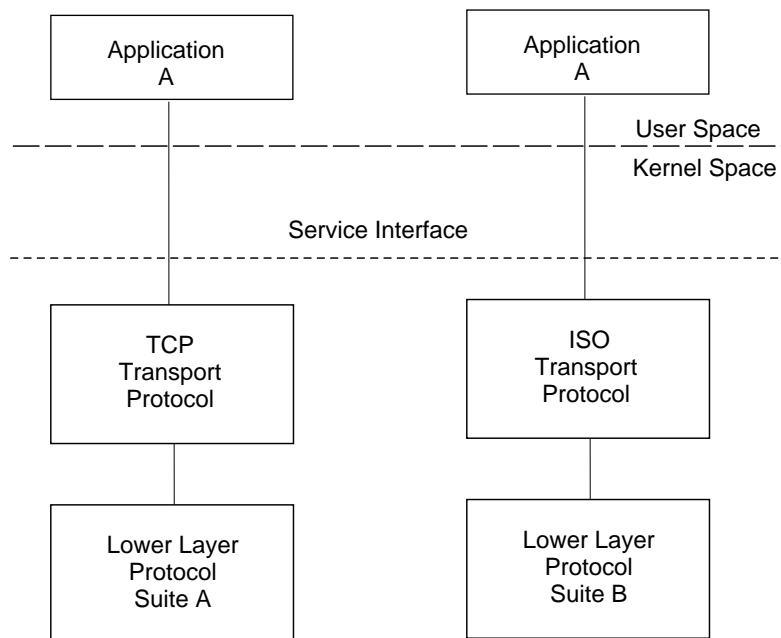 Application
A
Application
A
User Space
Kernel Space
Service Interface
TCP
Transport
Protocol
ISO
Transport
Protocol
Lower Layer
Protocol
Suite A
Lower Layer
Protocol
Suite B